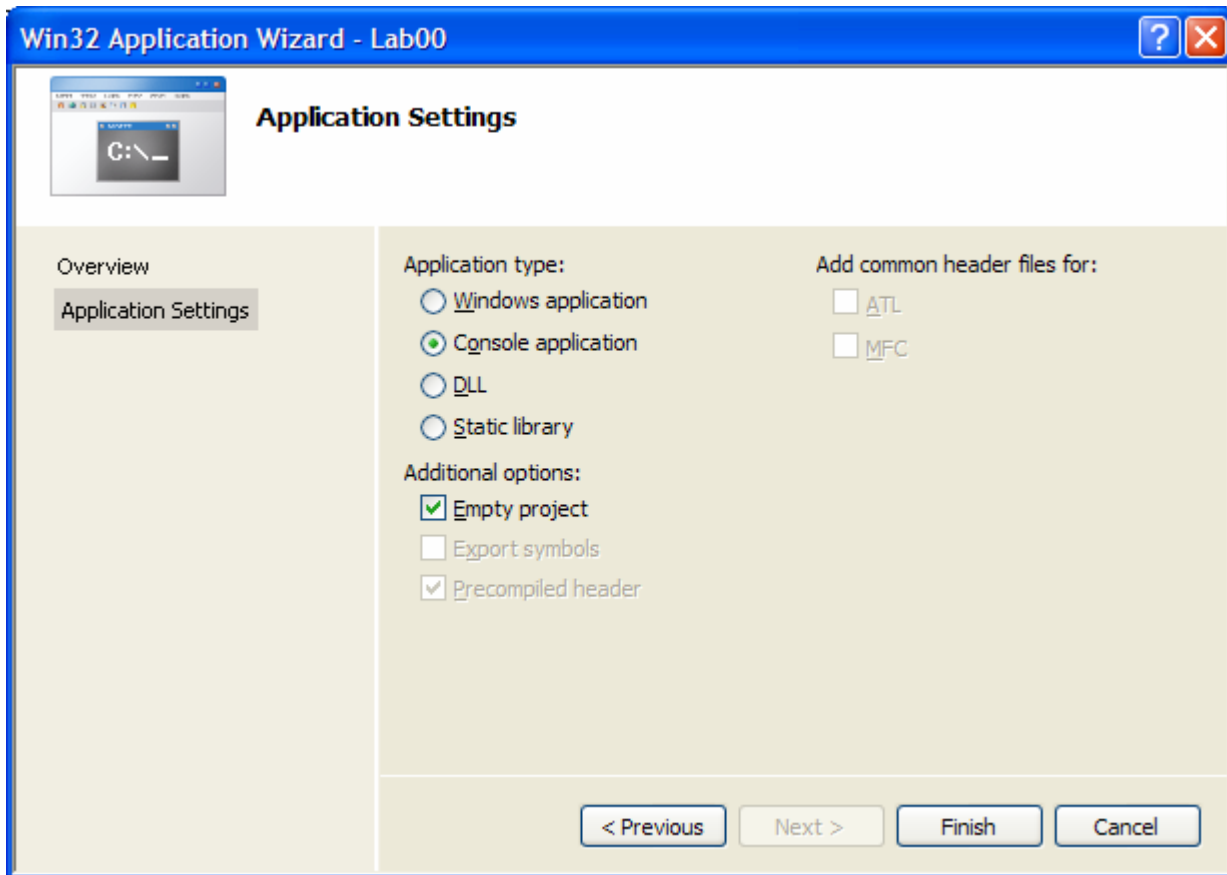 Win32 Application Wizard - Lab00
?
C:\_
Application Settings
Overview
Application Settings
Application type:
Windows application
Console application
DLL
Static library
Additional options:
Empty project
Export symbols
Precompiled header
Add common header files for:
ATL
MFC
< Previous
Next >
Finish
Cancel